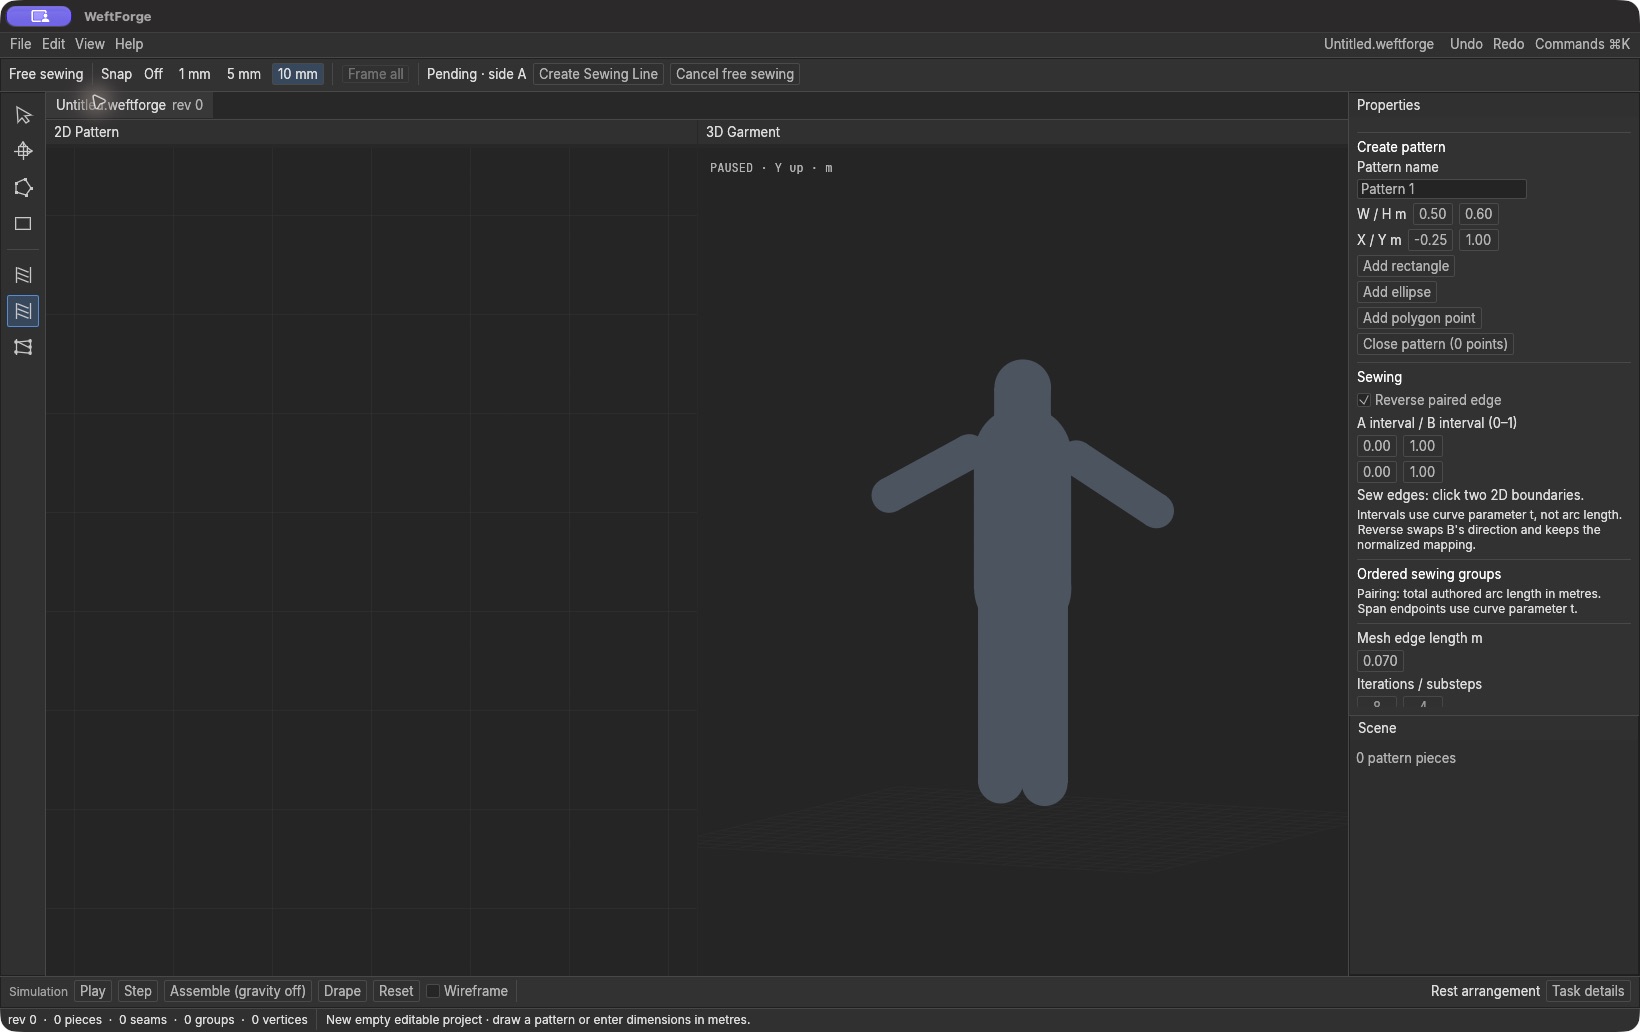 WeftForge
File Edit View Help Untitled.weftforge Undo Redo Commands ⌘K
Free sewing Snap Off 1 mm 5 mm 10 mm Frame all Pending · side A Create Sewing Line Cancel free sewing
Untitled.weftforge rev 0
2D Pattern
3D Garment
PAUSED · Y up · m
Properties
Create pattern
Pattern name
Pattern 1
W / H m 0.50 0.60
X / Y m -0.25 1.00
Add rectangle
Add ellipse
Add polygon point
Close pattern (0 points)
Sewing
Reverse paired edge
A interval / B interval (0–1)
0.00 1.00
0.00 1.00
Sew edges: click two 2D boundaries.
Intervals use curve parameter t, not arc length.
Reverse swaps B's direction and keeps the
normalized mapping.
Ordered sewing groups
Pairing: total authored arc length in metres.
Span endpoints use curve parameter t.
Mesh edge length m
0.070
Iterations / substeps
Scene
0 pattern pieces
Simulation Play Step Assemble (gravity off) Drape Reset Wireframe Rest arrangement Task details
rev 0 · 0 pieces · 0 seams · 0 groups · 0 vertices New empty editable project · draw a pattern or enter dimensions in metres.